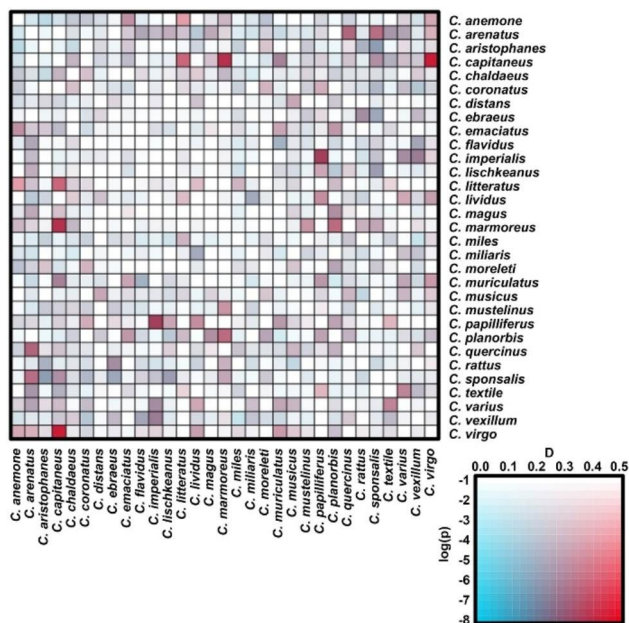 C. anemone
C. arenatus
C. aristophanes
C. capitaneus
C. chaldaeus
C. coronatus
C. distans
C. ebraeus
C. emaciatus
C. flavidus
C. imperialis
C. lischkeanus
C. litteratus
C. lividus
C. magus
C. marmoreus
C. miles
C. miliaris
C. moreleti
C. muriculatus
C. musicus
C. mustelinus
C. papilliferus
C. planorbis
C. quercinus
C. rattus
C. sponsalis
C. textile
C. varius
C. vexillum
C. virgo
C. anemone
C. arenatus
C. aristophanes
C. capitaneus
C. chaldaeus
C. coronatus
C. distans
C. ebraeus
C. emaciatus
C. flavidus
C. imperialis
C. lischkeanus
C. litteratus
C. lividus
C. magus
C. marmoreus
C. miles
C. miliaris
C. moreleti
C. muriculatus
C. musicus
C. mustelinus
C. papilliferus
C. planorbis
C. quercinus
C. rattus
C. sponsalis
C. textile
C. varius
C. vexillum
C. virgo
D
0.0 0.1 0.2 0.3 0.4 0.5
log(p)
-1
-2
-3
-4
-5
-6
-7
-8